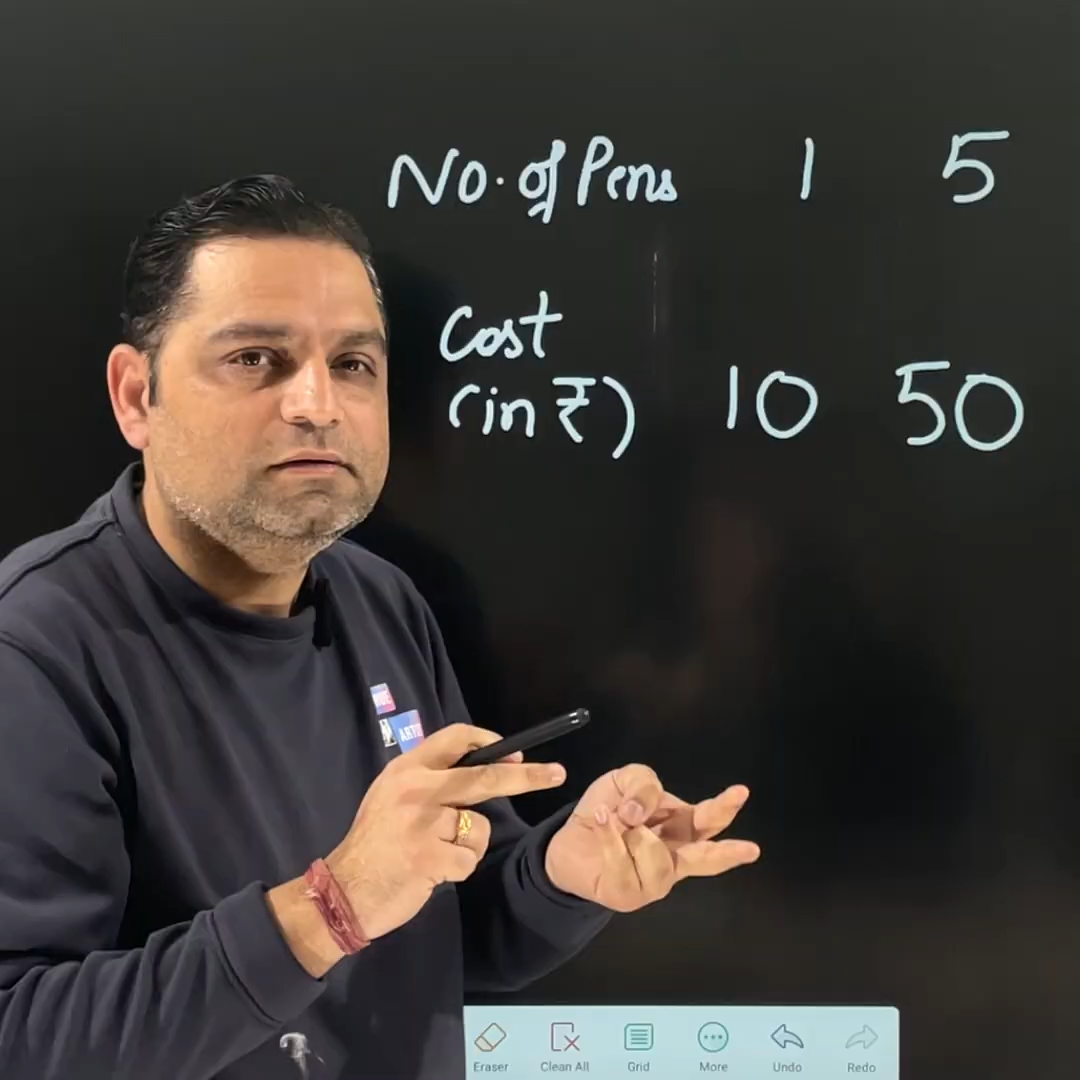 No. of Pens 1 5
Cost
(in ₹) 10 50
Eraser Clean All Grid More Undo Redo